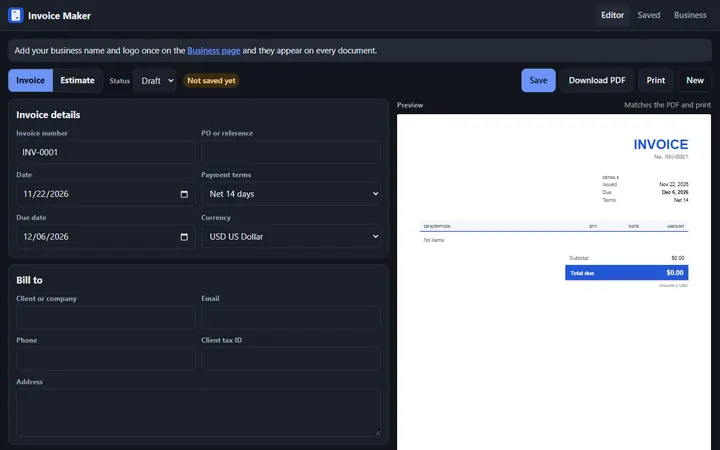 Invoice Maker
Editor Saved Business
Add your business name and logo once on the Business page and they appear on every document.
Invoice Estimate Status Draft Not saved yet Save Download PDF Print New
Invoice details
Invoice number PO or reference
INV-0001
Date Payment terms
11/22/2026 Net 14 days
Due date Currency
12/06/2026 USD US Dollar
Bill to
Client or company Email
Phone Client tax ID
Address
Preview Matches the PDF and print
INVOICE
No. INV-0001
DETAILS
Issued Nov 22, 2026
Due Dec 6, 2026
Terms Net 14
DESCRIPTION QTY RATE AMOUNT
No items
Subtotal $0.00
Total due $0.00
Amounts in USD